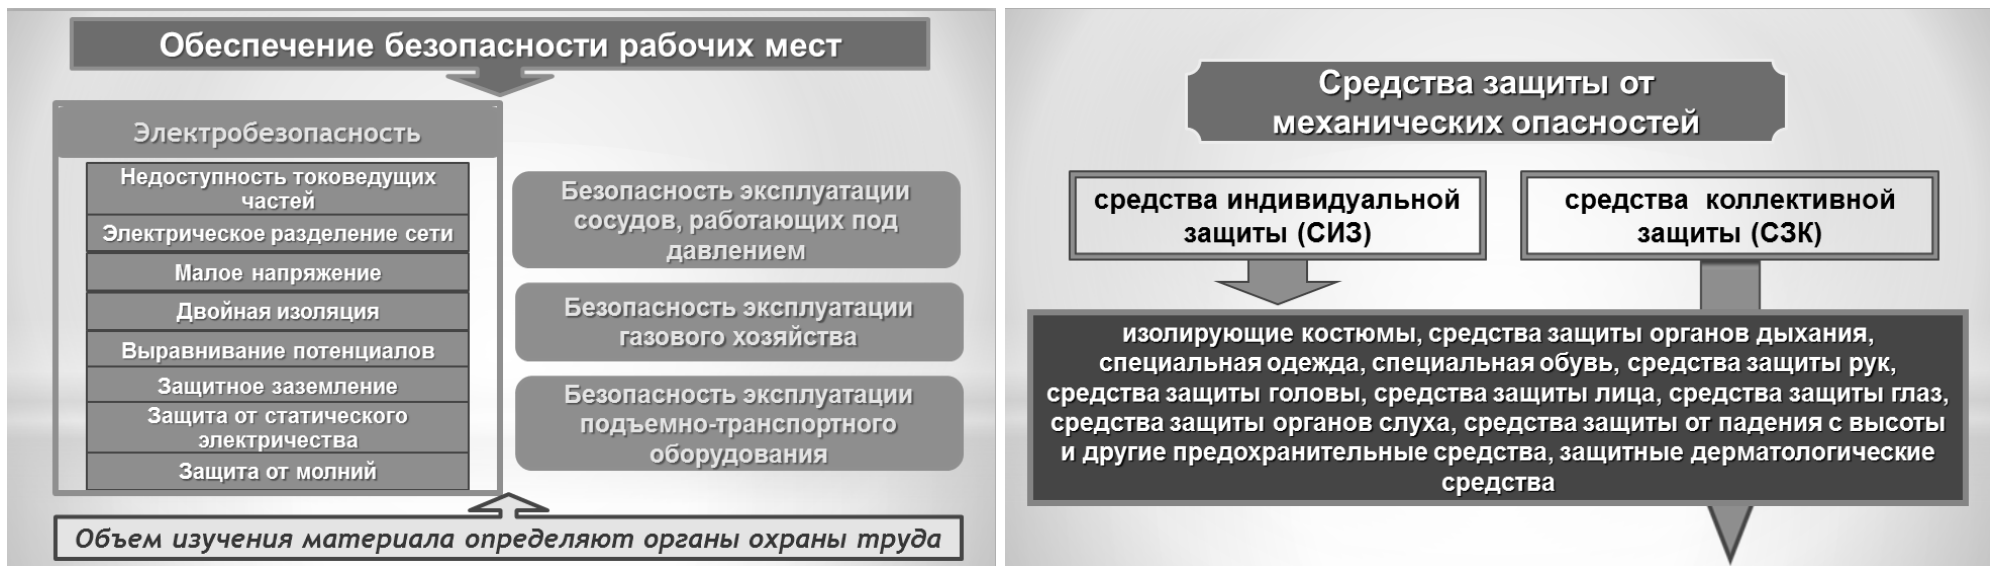 Обеспечение безопасности рабочих мест
Электробезопасность
Недоступность токоведущих
частей
Электрическое разделение сети
Малое напряжение
Двойная изоляция
Выравнивание потенциалов
Защитное заземление
Защита от статического
электричества
Защита от молний
Безопасность эксплуатации
сосудов, работающих под
давлением
Безопасность эксплуатации
газового хозяйства
Безопасность эксплуатации
подъемно-транспортного
оборудования
Объем изучения материала определяют органы охраны труда
Средства защиты от
механических опасностей
средства индивидуальной
защиты (СИЗ)
средства коллективной
защиты (СЗК)
изолирующие костюмы, средства защиты органов дыхания,
специальная одежда, специальная обувь, средства защиты рук,
средства защиты головы, средства защиты лица, средства защиты глаз,
средства защиты органов слуха, средства защиты от падения с высоты
и другие предохранительные средства, защитные дерматологические
средства